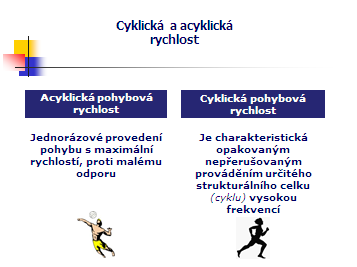 Cyklická  a acyklická
rychlost
Acyklická pohybová
rychlost
Jednorázové provedení
pohybu s maximální
rychlostí, proti malému
odporu
Cyklická pohybová
rychlost
Je charakteristická
opakovaným
nepřerušovaným
prováděním určitého
strukturálního celku
(cyklu) vysokou
frekvencí